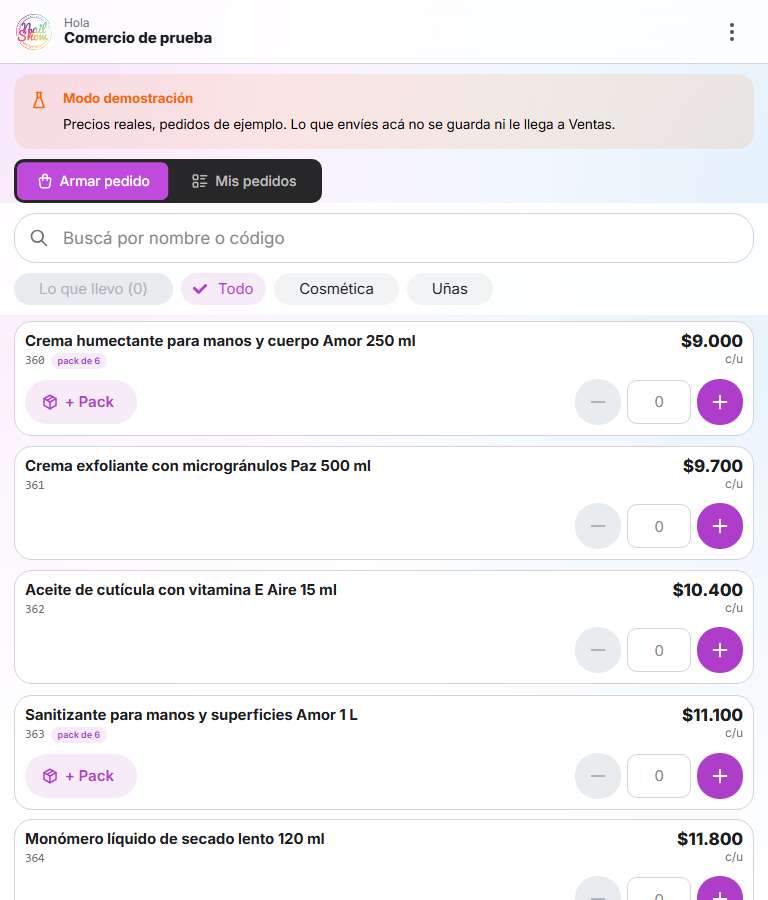 Nail Show
Hola
Comercio de prueba
Modo demostración
Precios reales, pedidos de ejemplo. Lo que envíes acá no se guarda ni le llega a Ventas.
Armar pedido
Mis pedidos
Buscá por nombre o código
Lo que llevo (0)
Todo
Cosmética
Uñas
Crema humectante para manos y cuerpo Amor 250 ml
$9.000
360
pack de 6
c/u
+ Pack
0
Crema exfoliante con microgránulos Paz 500 ml
$9.700
361
c/u
0
Aceite de cutícula con vitamina E Aire 15 ml
$10.400
362
c/u
0
Sanitizante para manos y superficies Amor 1 L
$11.100
363
pack de 6
c/u
+ Pack
0
Monómero líquido de secado lento 120 ml
$11.800
364
c/u
0